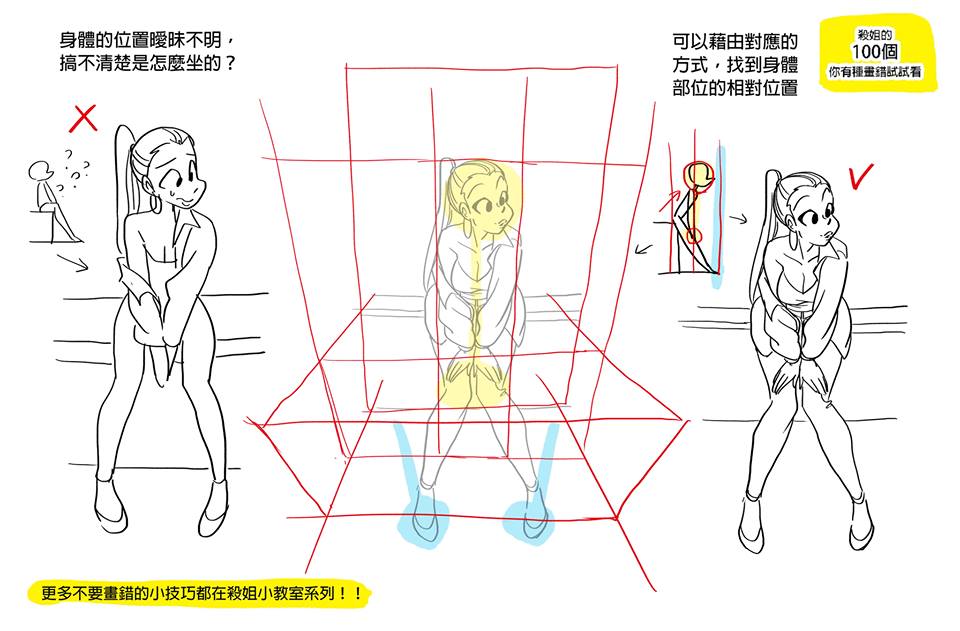 身體的位置曖昧不明，
搞不清楚是怎麼坐的？
可以藉由對應的
方式，找到身體
部位的相對位置
殺姐的
100個
你有種畫錯試試看
? ? ? ? ?
更多不要畫錯的小技巧都在殺姐小教室系列！！